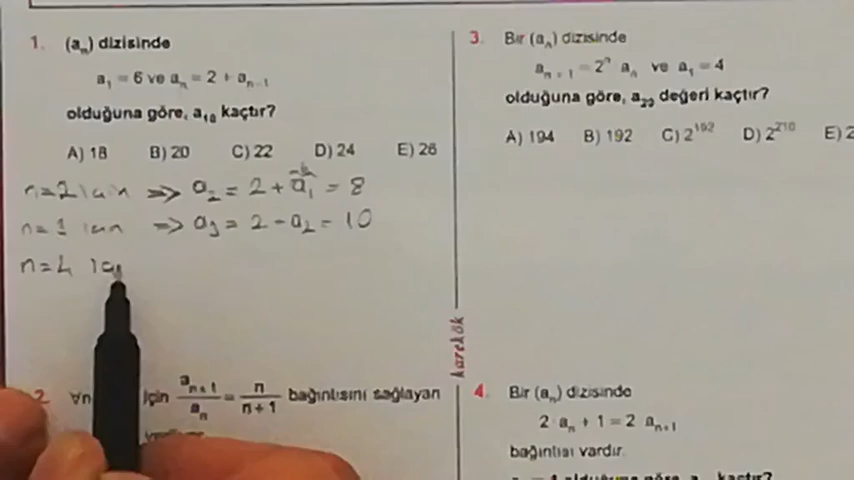 1. (aₙ) dizisinde
a₁ = 6 ve aₙ = 2 + aₙ₋₁
olduğuna göre, a₁₀ kaçtır?
A) 18 B) 20 C) 22 D) 24 E) 26
n=2 için => a₂ = 2 + a₁ = 8
için => a₃ = 2 - a₂ = 10
n=4
2 ∀n için aₙ₊₁/aₙ = n/n+1 bağıntısını sağlayan
karekök
3. Bir (aₙ) dizisinde
aₙ₊₁ = 2ⁿ aₙ ve a₁ = 4
olduğuna göre, a₂₀ değeri kaçtır?
A) 194 B) 192 C) 2¹⁹² D) 2²¹⁰ E)
4. Bir (aₙ) dizisinde
2 aₙ + 1 = 2 aₙ₊₁
bağıntısı vardır.
olduğuna göre, kaçtır?